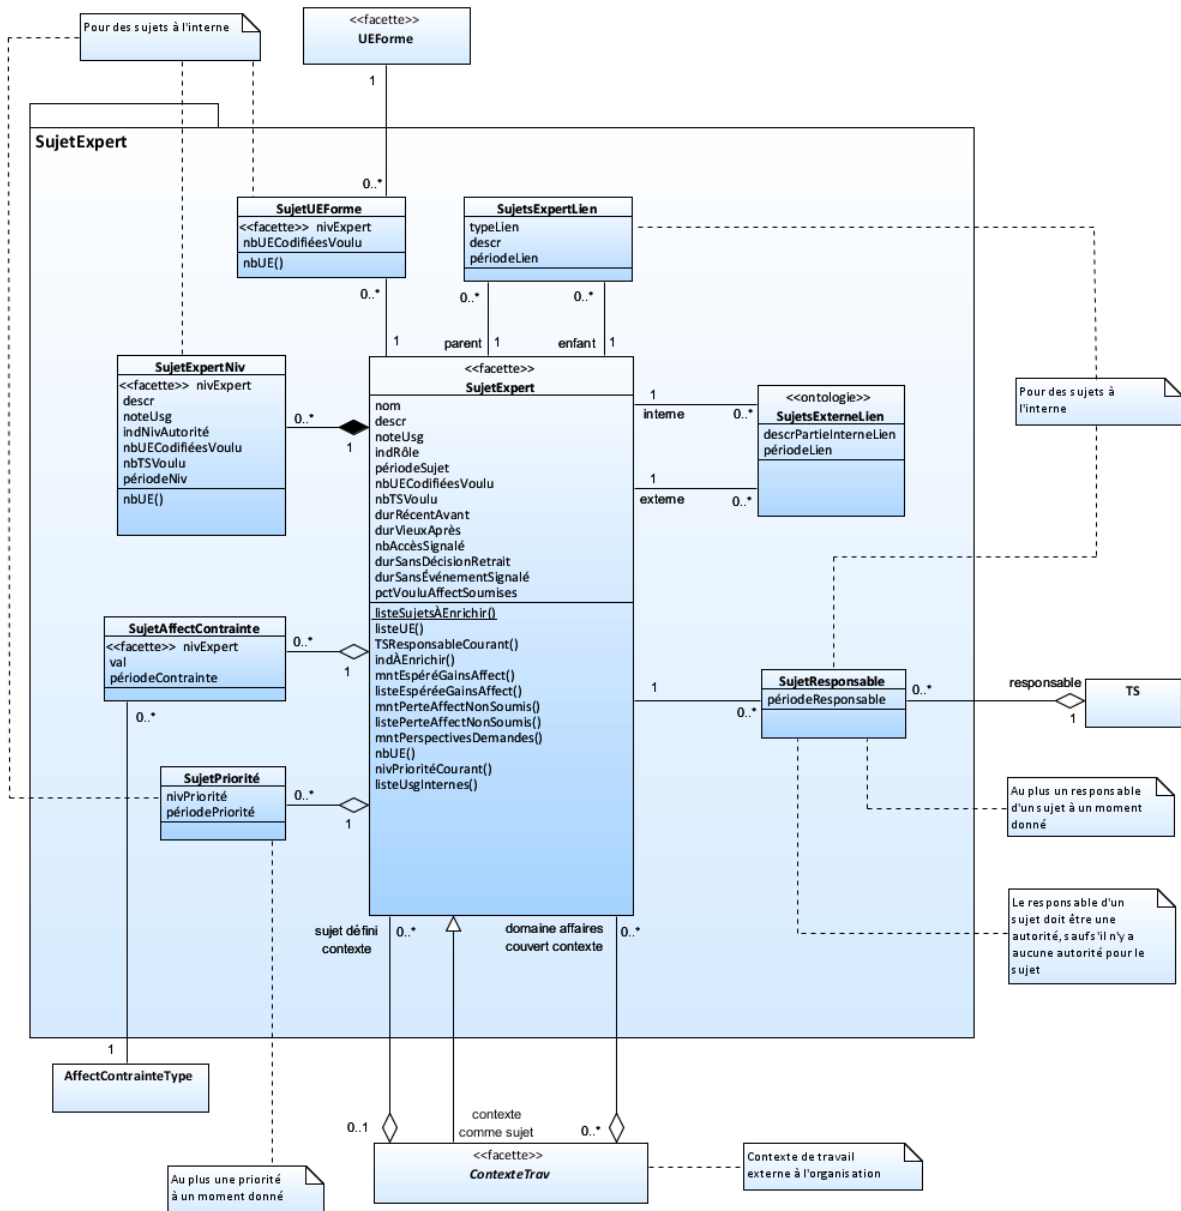 Pour des sujets à l'interne
<<facette>>
UEForme
1
SujetExpert
0..*
SujetUEForme
<<facette>> nivExpert
nbUECodifiéesVoulu
nbUE()
0..*
1
SujetsExpertLien
typeLien
descr
périodeLien
0..*
0..*
parent
1
enfant
1
SujetExpertNiv
<<facette>> nivExpert
descr
noteUsg
indNivAutorité
nbUECodifiéesVoulu
nbTSVoulu
périodeNiv
nbUE()
0..*
1
<<facette>>
SujetExpert
nom
descr
noteUsg
indRôle
périodeSujet
nbUECodifiéesVoulu
nbTSVoulu
durRécentAvant
durVieuxAprès
nbAccèsSignalé
durSansDécisionRetrait
durSansÉvénementSignalé
pctVouluAffectSoumises
listeSujetsÀEnrichir()
listeUE()
TSResponsableCourant()
indÀEnrichir()
mntEspéréGainsAffect()
listeEspéréeGainsAffect()
mntPerteAffectNonSoumis()
listePerteAffectNonSoumis()
mntPerspectivesDemandes()
nbUE()
nivPrioritéCourant()
listeUsgInternes()
1
interne
0..*
1
externe
0..*
<<ontologie>>
SujetsExterneLien
descrPartieInterneLien
périodeLien
Pour des sujets à
l'interne
SujetAffectContrainte
<<facette>> nivExpert
val
périodeContrainte
0..*
1
0..*
SujetPriorité
nivPriorité
périodePriorité
0..*
1
1
0..*
SujetResponsable
périodeResponsable
0..*
responsable
1
TS
Au plus un responsable
d'un sujet à un moment
donné
Le responsable d'un
sujet doit être une
autorité, sauf s'il n'y a
aucune autorité pour le
sujet
sujet défini
contexte
0..*
domaine affaires
couvert contexte
0..*
1
AffectContrainteType
0..1
contexte
comme sujet
0..*
<<facette>>
ContexteTrav
Contexte de travail
externe à l'organisation
Au plus une priorité
à un moment donné